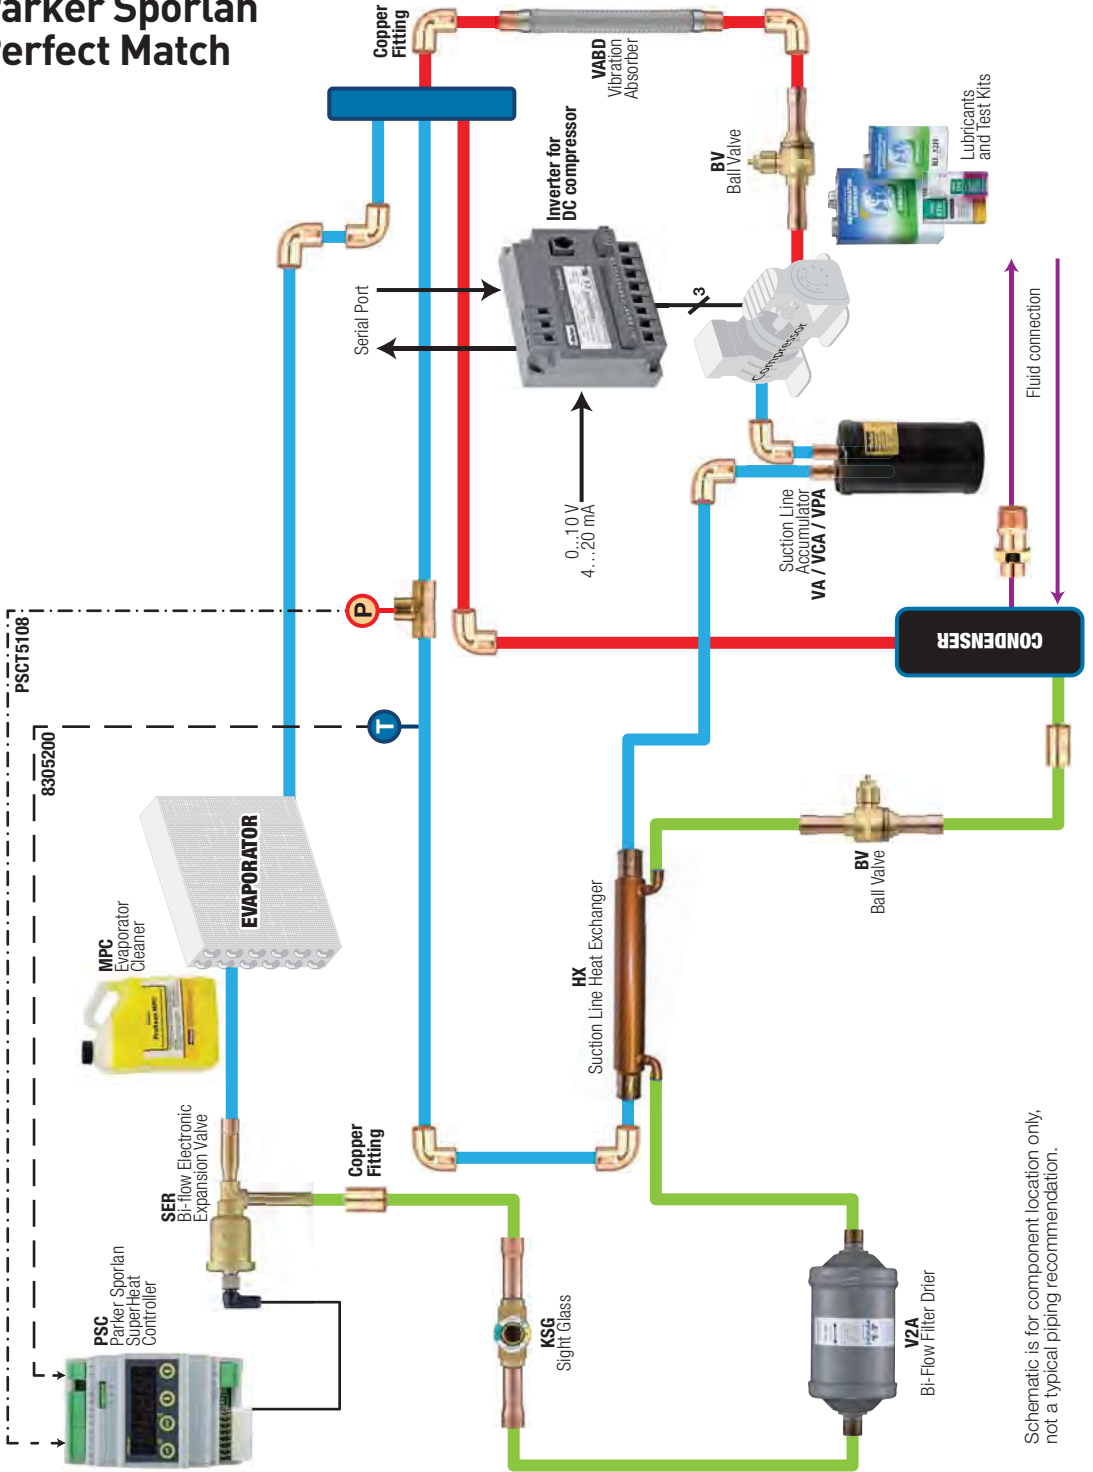 Parker Sporlan
Perfect Match
Copper
Fitting
VABD
Vibration
Absorber
BV
Ball Valve
Inverter for
DC compressor
Lubricants
and Test Kits
Serial Port
3
Compressor
0...10 V
4...20 mA
Fluid connection
Suction Line
Accumulator
VA / VCA / VPA
PSCT5108
P
8305200
T
CONDENSER
EVAPORATOR
MPC
Evaporator
Cleaner
BV
Ball Valve
HX
Suction Line Heat Exchanger
SER
Bi-flow Electronic
Expansion Valve
Copper
Fitting
PSC
Parker Sporlan
SuperHeat
Controller
KSG
Sight Glass
V2A
Bi-Flow Filter Drier
Schematic is for component location only,
not a typical piping recommendation.